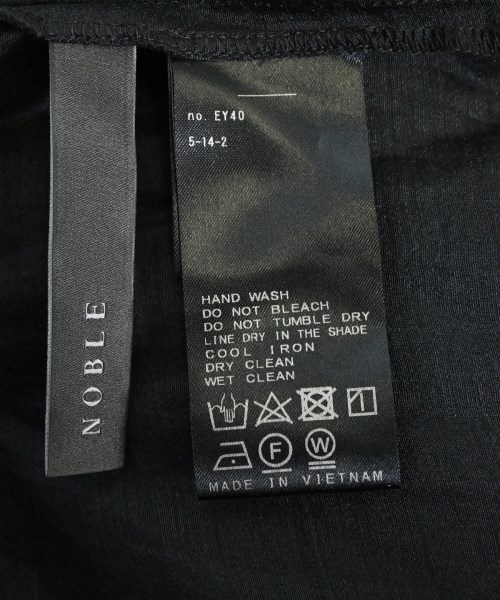 NOBLE
no. EY40
5-14-2
HAND WASH
DO NOT BLEACH
DO NOT TUMBLE DRY
LINE DRY IN THE SHADE
COOL IRON
DRY CLEAN
WET CLEAN
F W
MADE IN VIETNAM